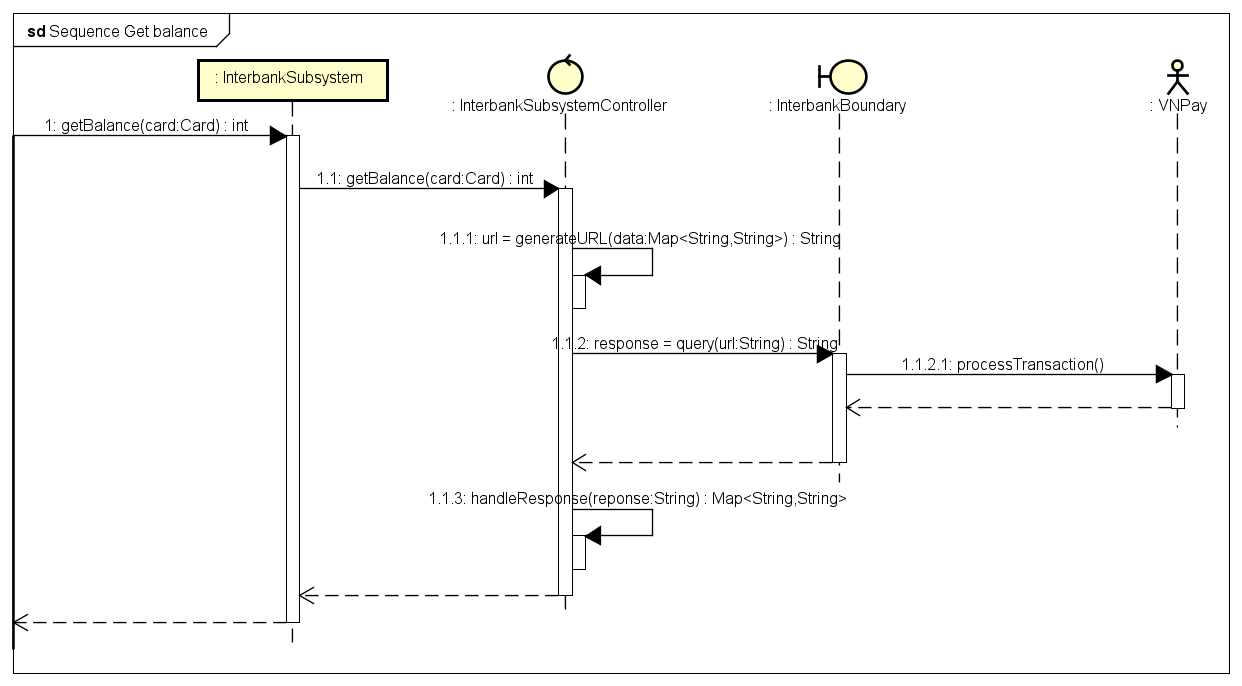 sd Sequence Get balance
: InterbankSubsystem
: InterbankSubsystemController
: InterbankBoundary
: VNPay
1: getBalance(card:Card) : int
1.1: getBalance(card:Card) : int
1.1.1: url = generateURL(data:Map<String,String>) : String
1.1.2: response = query(url:String) : String
1.1.2.1: processTransaction()
1.1.3: handleResponse(reponse:String) : Map<String,String>